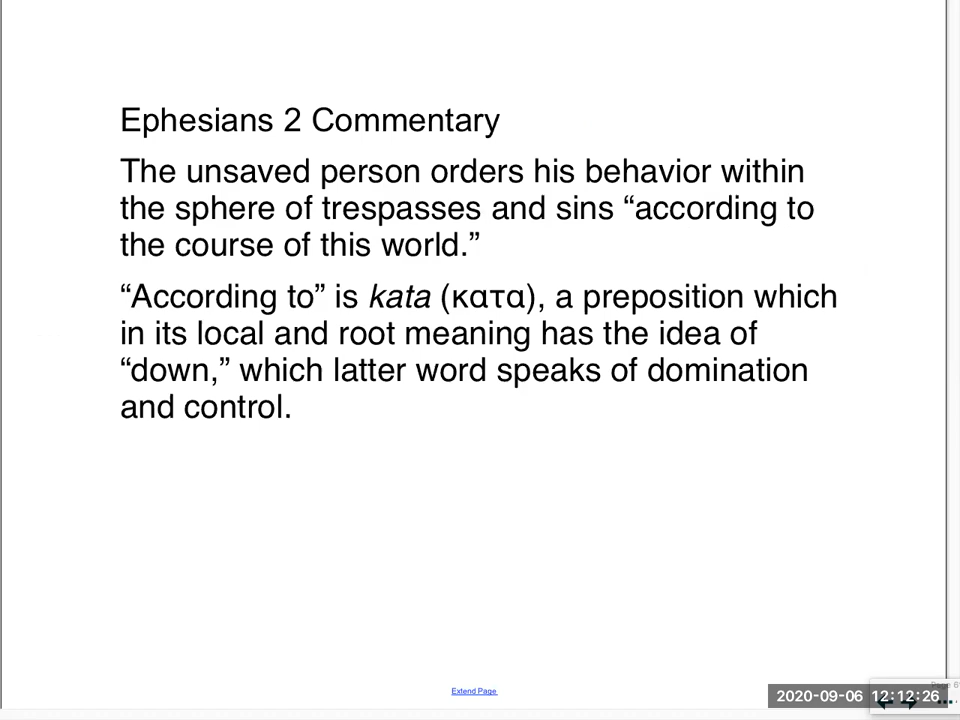 Ephesians 2 Commentary
The unsaved person orders his behavior within
the sphere of trespasses and sins “according to
the course of this world.”
“According to” is kata (κατα), a preposition which
in its local and root meaning has the idea of
“down,” which latter word speaks of domination
and control.
Extend Page
2020-09-06 12:12:26